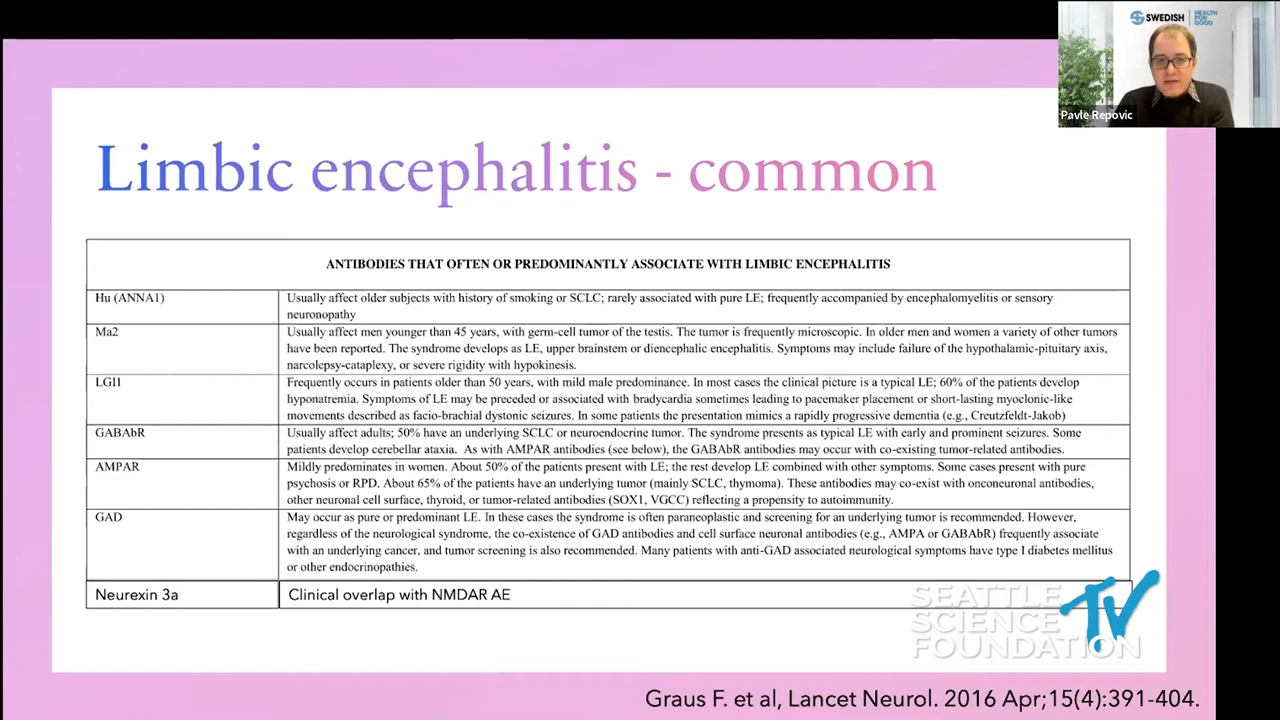 SWEDISH
HEALTH
FOR
GOOD
Pavle Repovic
Limbic encephalitis - common
ANTIBODIES THAT OFTEN OR PREDOMINANTLY ASSOCIATE WITH LIMBIC ENCEPHALITIS
Hu (ANNA1)
Usually affect older subjects with history of smoking or SCLC; rarely associated with pure LE; frequently accompanied by encephalomyelitis or sensory
neuronopathy
Ma2
Usually affect men younger than 45 years, with germ-cell tumor of the testis. The tumor is frequently microscopic. In older men and women a variety of other tumors
have been reported. The syndrome develops as LE, upper brainstem or diencephalic encephalitis. Symptoms may include failure of the hypothalamic-pituitary axis,
narcolepsy-cataplexy, or severe rigidity with hypokinesis.
LGI1
Frequently occurs in patients older than 50 years, with mild male predominance. In most cases the clinical picture is a typical LE; 60% of the patients develop
hyponatremia. Symptoms of LE may be preceded or associated with bradycardia sometimes leading to pacemaker placement or short-lasting myoclonic-like
movements described as facio-brachial dystonic seizures. In some patients the presentation mimics a rapidly progressive dementia (e.g., Creutzfeldt-Jakob)
GABAbR
Usually affect adults; 50% have an underlying SCLC or neuroendocrine tumor. The syndrome presents as typical LE with early and prominent seizures. Some
patients develop cerebellar ataxia. As with AMPAR antibodies (see below), the GABAbR antibodies may occur with co-existing tumor-related antibodies.
AMPAR
Mildly predominates in women. About 50% of the patients present with LE; the rest develop LE combined with other symptoms. Some cases present with pure
psychosis or RPD. About 65% of the patients have an underlying tumor (mainly SCLC, thymoma). These antibodies may co-exist with onconeuronal antibodies,
other neuronal cell surface, thyroid, or tumor-related antibodies (SOX1, VGCC) reflecting a propensity to autoimmunity.
GAD
May occur as pure or predominant LE. In these cases the syndrome is often paraneoplastic and screening for an underlying tumor is recommended. However,
regardless of the neurological syndrome, the co-existence of GAD antibodies and cell surface neuronal antibodies (e.g., AMPA or GABAbR) frequently associate
with an underlying cancer, and tumor screening is also recommended. Many patients with anti-GAD associated neurological symptoms have type I diabetes mellitus
or other endocrinopathies.
Neurexin 3a
Clinical overlap with NMDAR AE
SEATTLE
SCIENCE
FOUNDATION
TV
Graus F. et al, Lancet Neurol. 2016 Apr;15(4):391-404.